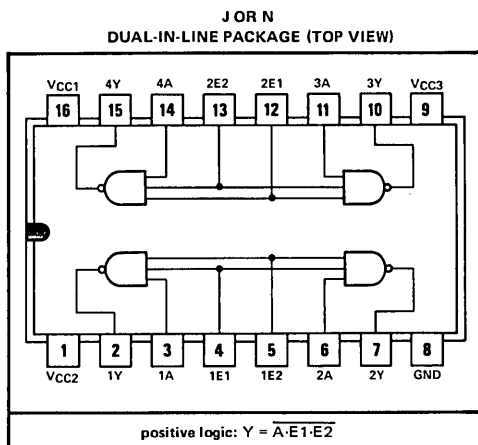 J OR N
DUAL-IN-LINE PACKAGE (TOP VIEW)
VCC1 4Y 4A 2E2 2E1 3A 3Y VCC3
16 15 14 13 12 11 10 9
1 2 3 4 5 6 7 8
VCC2 1Y 1A 1E1 1E2 2A 2Y GND
positive logic: Y = A·E1·E2